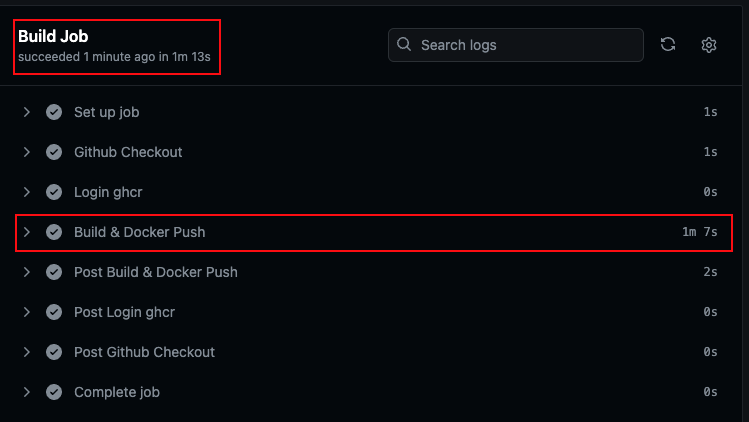 Build Job
succeeded 1 minute ago in 1m 13s
Search logs
Set up job 1s
Github Checkout 1s
Login ghcr 0s
Build & Docker Push 1m 7s
Post Build & Docker Push 2s
Post Login ghcr 0s
Post Github Checkout 0s
Complete job 0s